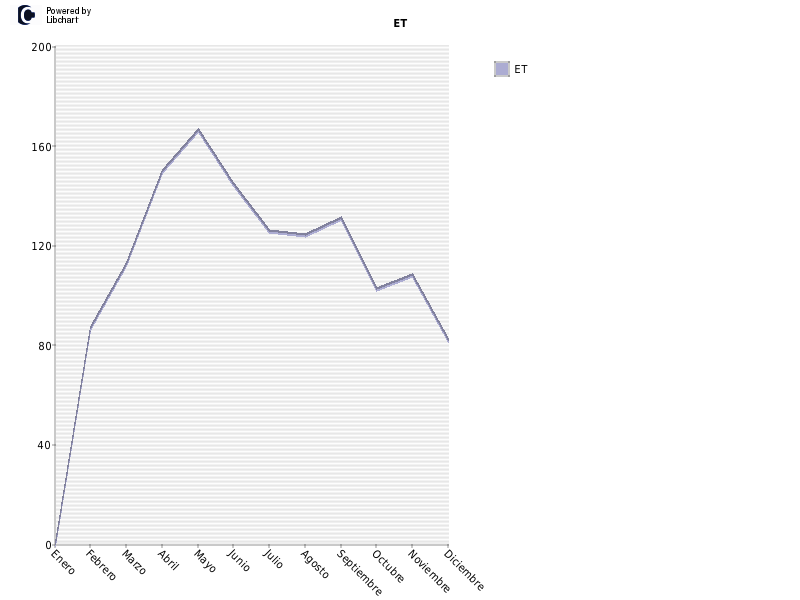 Powered by
Libchart
ET
ET
200
160
120
80
40
0
Enero
Febrero
Marzo
Abril
Mayo
Junio
Julio
Agosto
Septiembre
Octubre
Noviembre
Diciembre